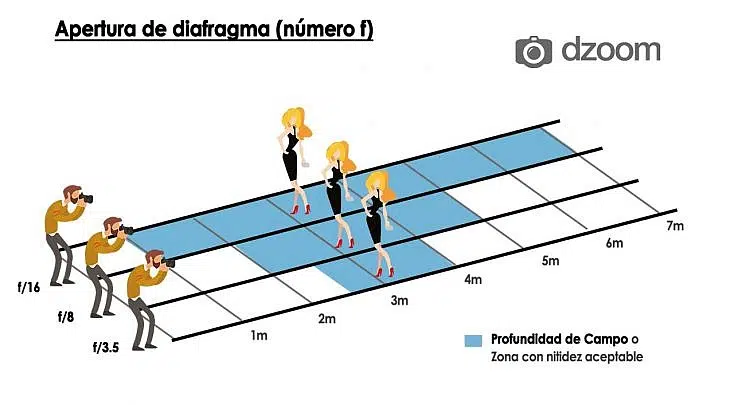 Apertura de diafragma (número f)
dzoom
f/16
f/8
f/3.5
1m
2m
3m
4m
5m
6m
7m
Profundidad de Campo o
Zona con nitidez aceptable